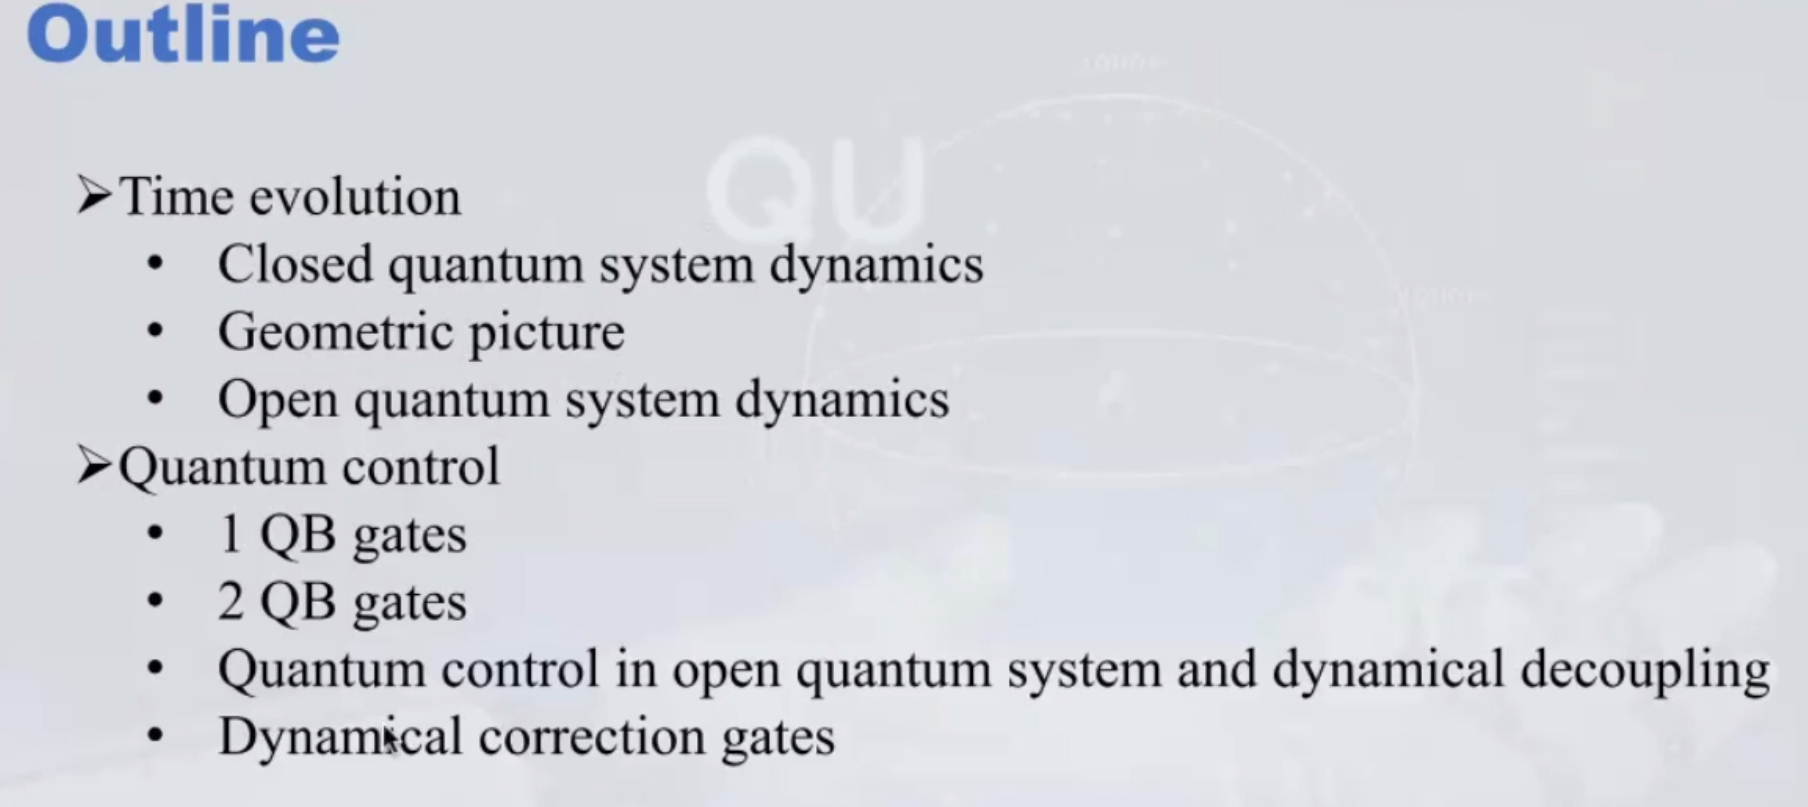 Outline
➢Time evolution
• Closed quantum system dynamics
• Geometric picture
• Open quantum system dynamics
➢Quantum control
• 1 QB gates
• 2 QB gates
• Quantum control in open quantum system and dynamical decoupling
• Dynamical correction gates
QU